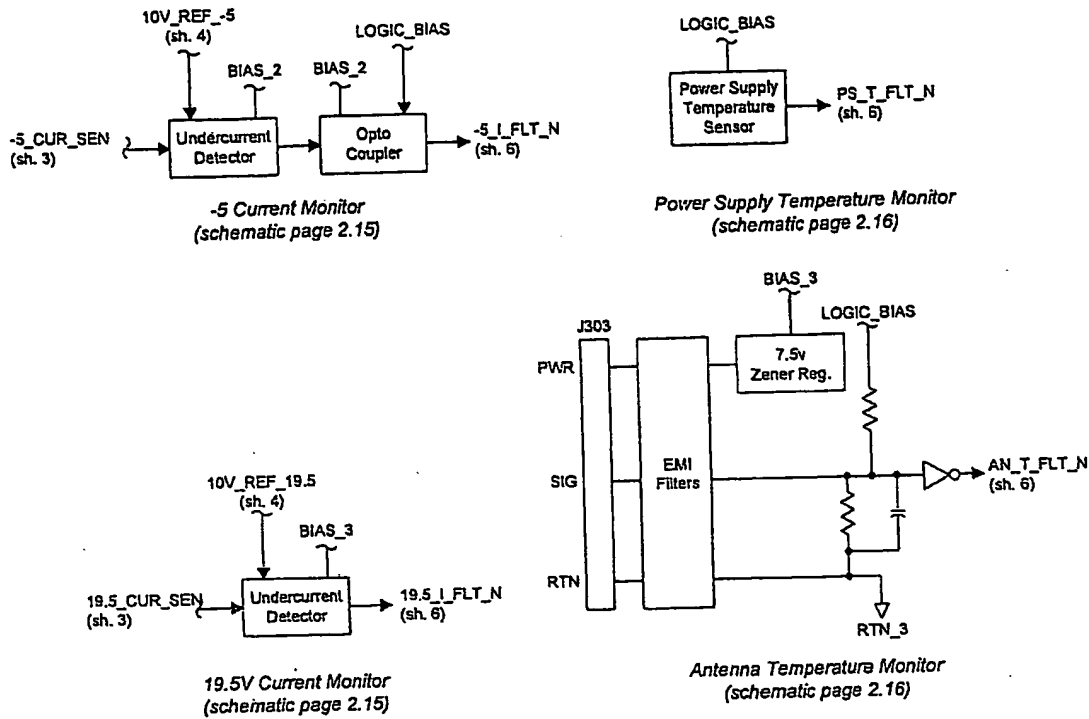 10V_REF_-5
(sh. 4)
LOGIC_BIAS
BIAS_2
BIAS_2
-5_CUR_SEN
(sh. 3)
Undercurrent
Detector
Opto
Coupler
-5_I_FLT_N
(sh. 6)
-5 Current Monitor
(schematic page 2.15)
LOGIC_BIAS
Power Supply
Temperature
Sensor
PS_T_FLT_N
(sh. 6)
Power Supply Temperature Monitor
(schematic page 2.16)
10V_REF_19.5
(sh. 4)
BIAS_3
19.5_CUR_SEN
(sh. 3)
Undercurrent
Detector
19.5_I_FLT_N
(sh. 6)
19.5V Current Monitor
(schematic page 2.15)
BIAS_3
LOGIC_BIAS
J303
7.5v
Zener Reg.
PWR
SIG
RTN
EMI
Filters
AN_T_FLT_N
(sh. 6)
RTN_3
Antenna Temperature Monitor
(schematic page 2.16)